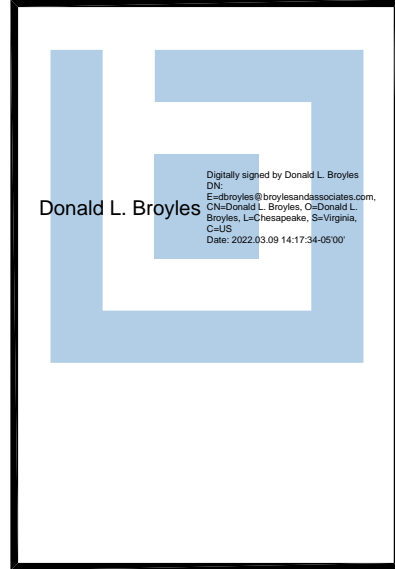 Donald L. Broyles
Digitally signed by Donald L. Broyles
DN:
E=dbroyles@broylesandassociates.com,
CN=Donald L. Broyles, O=Donald L.
Broyles, L=Chesapeake, S=Virginia,
C=US
Date: 2022.03.09 14:17:34-05'00'